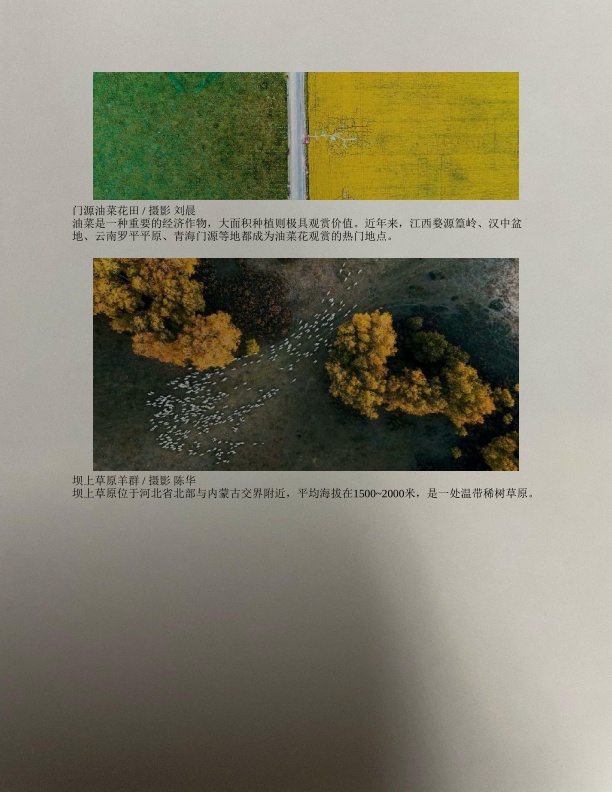 门源油菜花田 / 摄影 刘晨
油菜是一种重要的经济作物，大面积种植则极具观赏价值。近年来，江西婺源篁岭、汉中盆
地、云南罗平平原、青海门源等地都成为油菜花观赏的热门地点。
坝上草原羊群 / 摄影 陈华
坝上草原位于河北省北部与内蒙古交界附近，平均海拔在1500~2000米，是一处温带稀树草原。